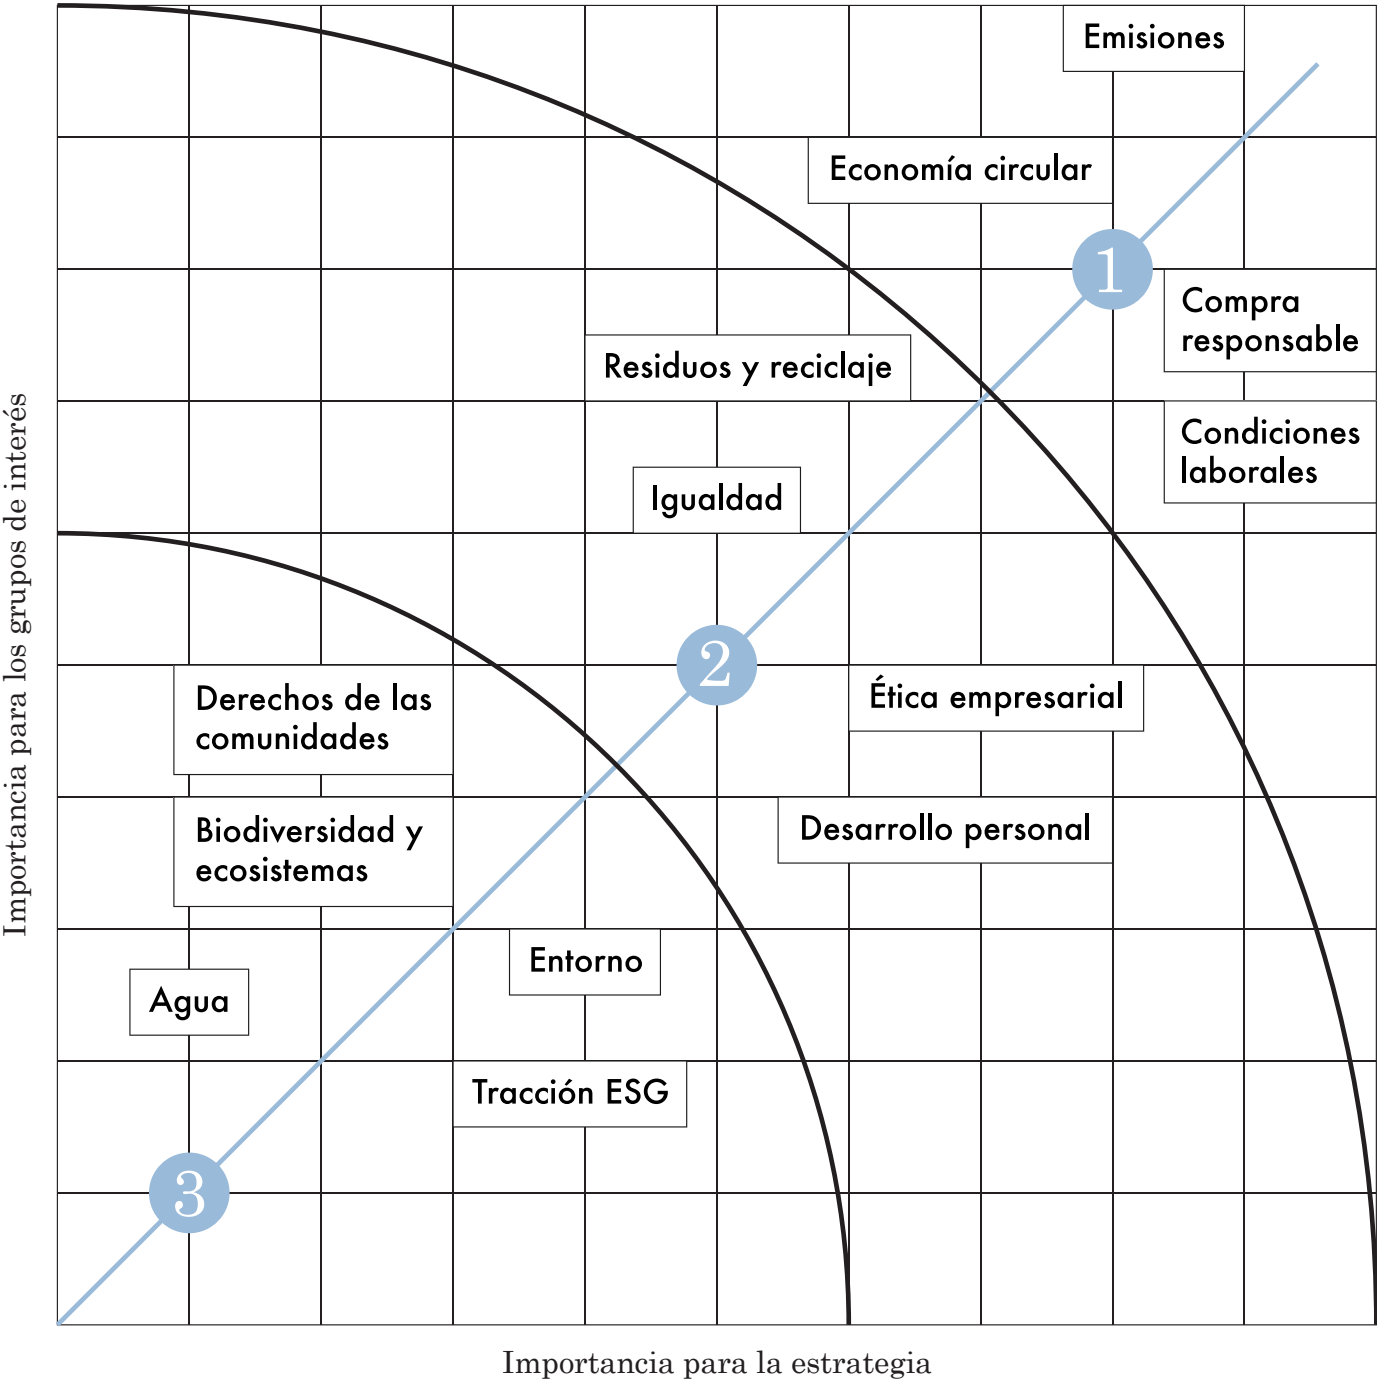 Emisiones
Economía circular
1
Compra
responsable
Residuos y reciclaje
Condiciones
laborales
Igualdad
2
Ética empresarial
Derechos de las
comunidades
Desarrollo personal
Biodiversidad y
ecosistemas
Entorno
Agua
Tracción ESG
3
Importancia para los grupos de interés
Importancia para la estrategia